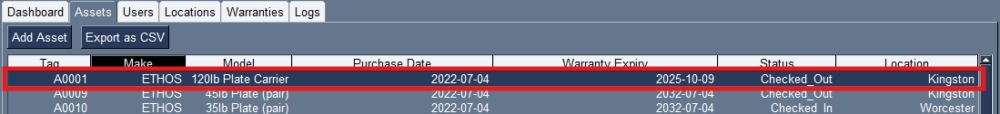 Dashboard Assets Users Locations Warranties Logs
Add Asset Export as CSV
Tag Make Model Purchase Date Warranty Expiry Status Location
A0001 ETHOS 120lb Plate Carrier 2022-07-04 2025-10-09 Checked_Out Kingston
A0009 ETHOS 45lb Plate (pair) 2022-07-04 2032-07-04 Checked_Out Kingston
A0010 ETHOS 35lb Plate (pair) 2022-07-04 2032-07-04 Checked_In Worcester